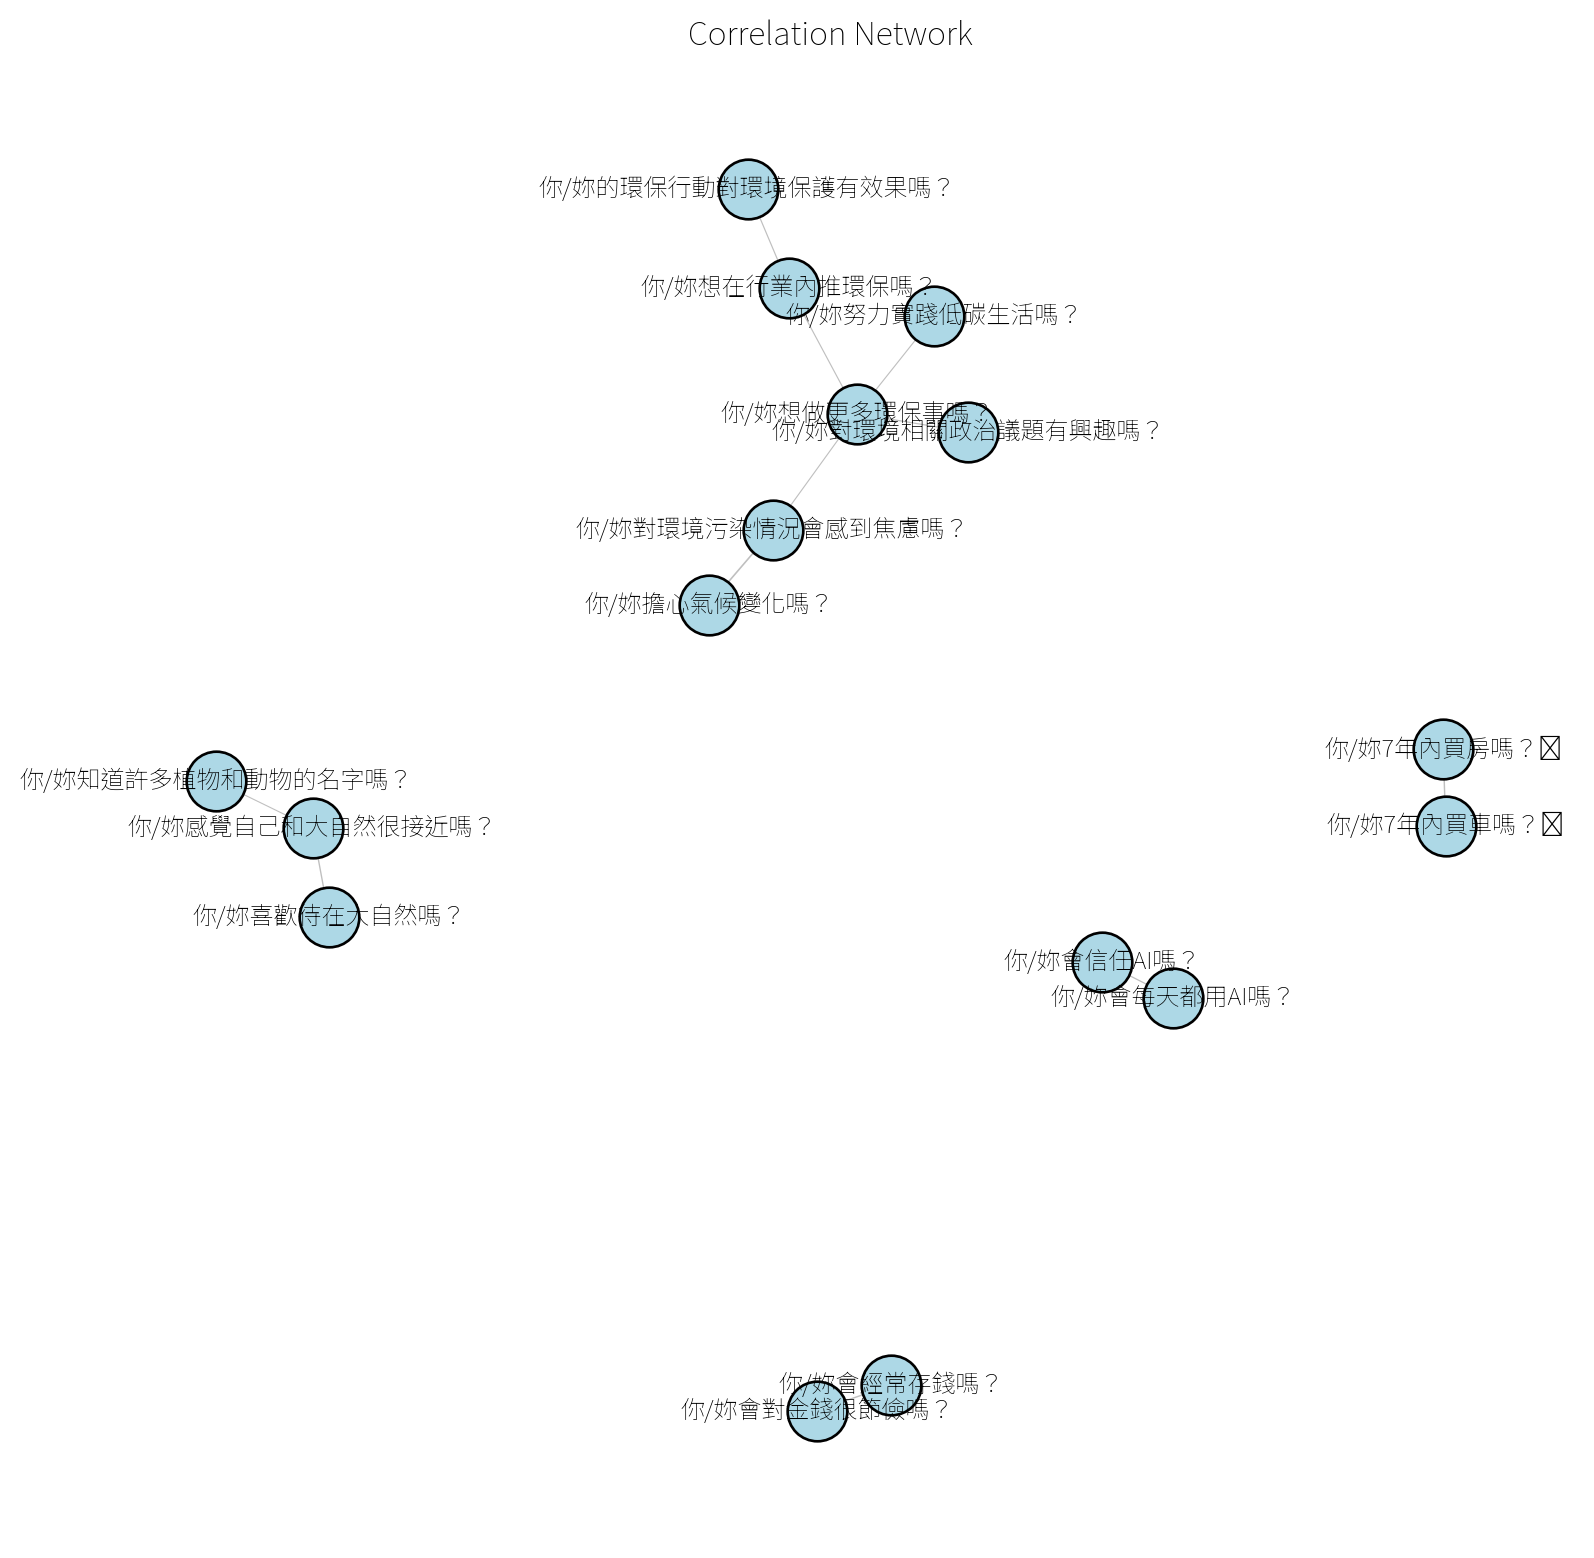 Correlation Network
你/妳的環保行動對環境保護有效果嗎？
你/妳想在行業內推環保嗎？
你/妳努力實踐低碳生活嗎？
你/妳想做更多環保事嗎？
你/妳對環境相關政治議題有興趣嗎？
你/妳對環境污染情況會感到焦慮嗎？
你/妳擔心氣候變化嗎？
你/妳7年內買房嗎？
你/妳知道許多植物和動物的名字嗎？
你/妳7年內買車嗎？
你/妳感覺自己和大自然很接近嗎？
你/妳喜歡待在大自然嗎？
你/妳會信任AI嗎？
你/妳會每天都用AI嗎？
你/妳會經常存錢嗎？
你/妳會對金錢很節儉嗎？